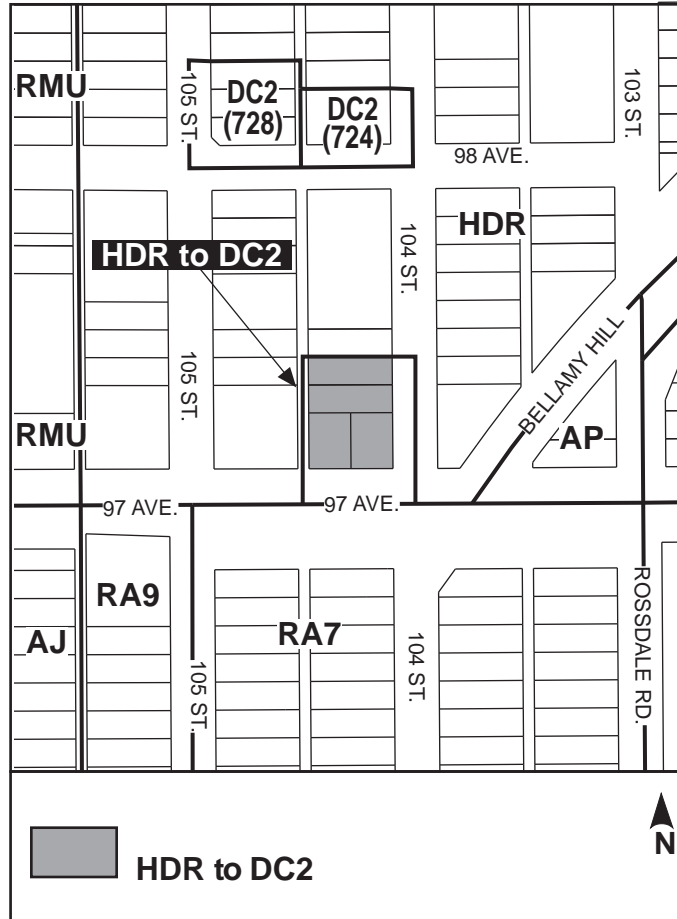 RMU
105 ST.
DC2
(728)
DC2
(724)
103 ST.
98 AVE.
HDR
104 ST.
HDR to DC2
BELLAMY HILL
105 ST.
RMU
AP
97 AVE.
97 AVE.
RA9
RA7
AJ
105 ST.
104 ST.
ROSSDALE RD.
N
HDR to DC2